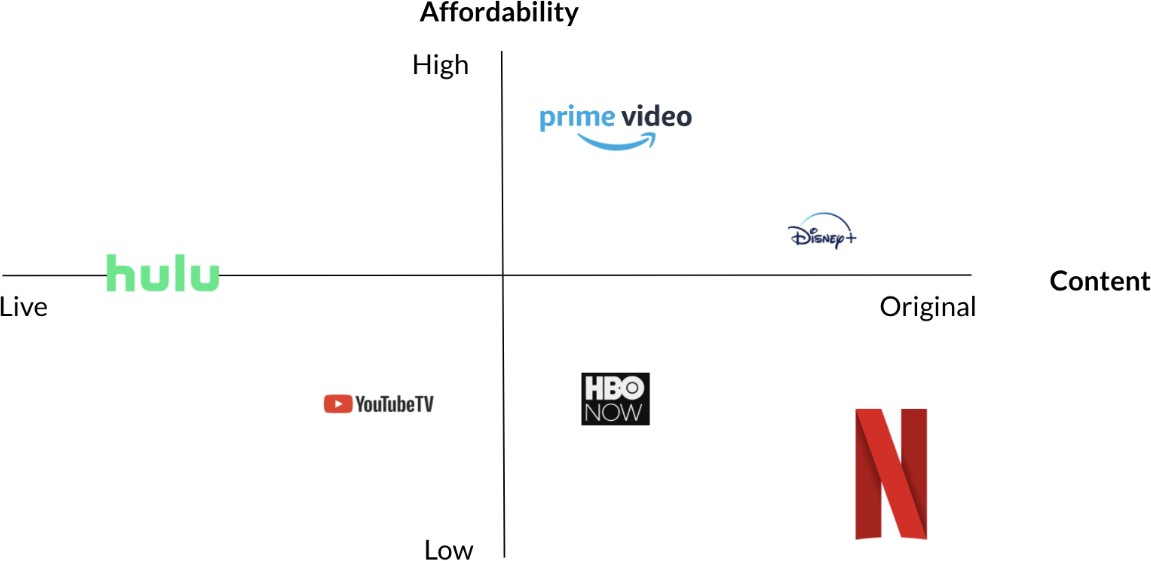 Affordability
High
prime video
Disney+
hulu
Content
Live
Original
HBO
NOW
YouTubeTV
N
Low